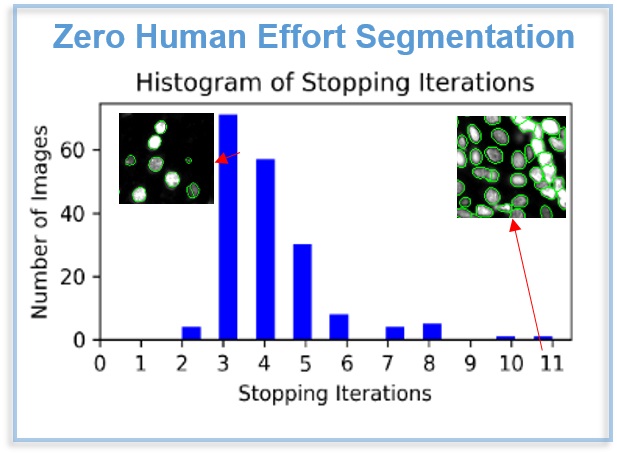 Zero Human Effort Segmentation
Histogram of Stopping Iterations
Number of Images
60
40
20
0
0 1 2 3 4 5 6 7 8 9 10 11
Stopping Iterations